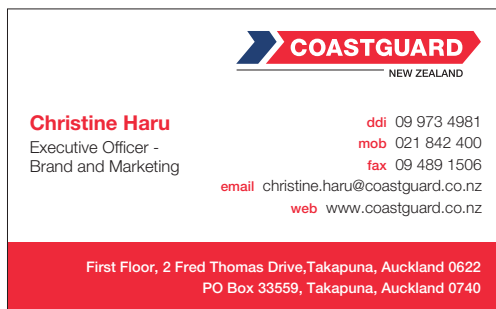 COASTGUARD
NEW ZEALAND
Christine Haru
Executive Officer -
Brand and Marketing
ddi 09 973 4981
mob 021 842 400
fax 09 489 1506
email christine.haru@coastguard.co.nz
web www.coastguard.co.nz
First Floor, 2 Fred Thomas Drive,Takapuna, Auckland 0622
PO Box 33559, Takapuna, Auckland 0740